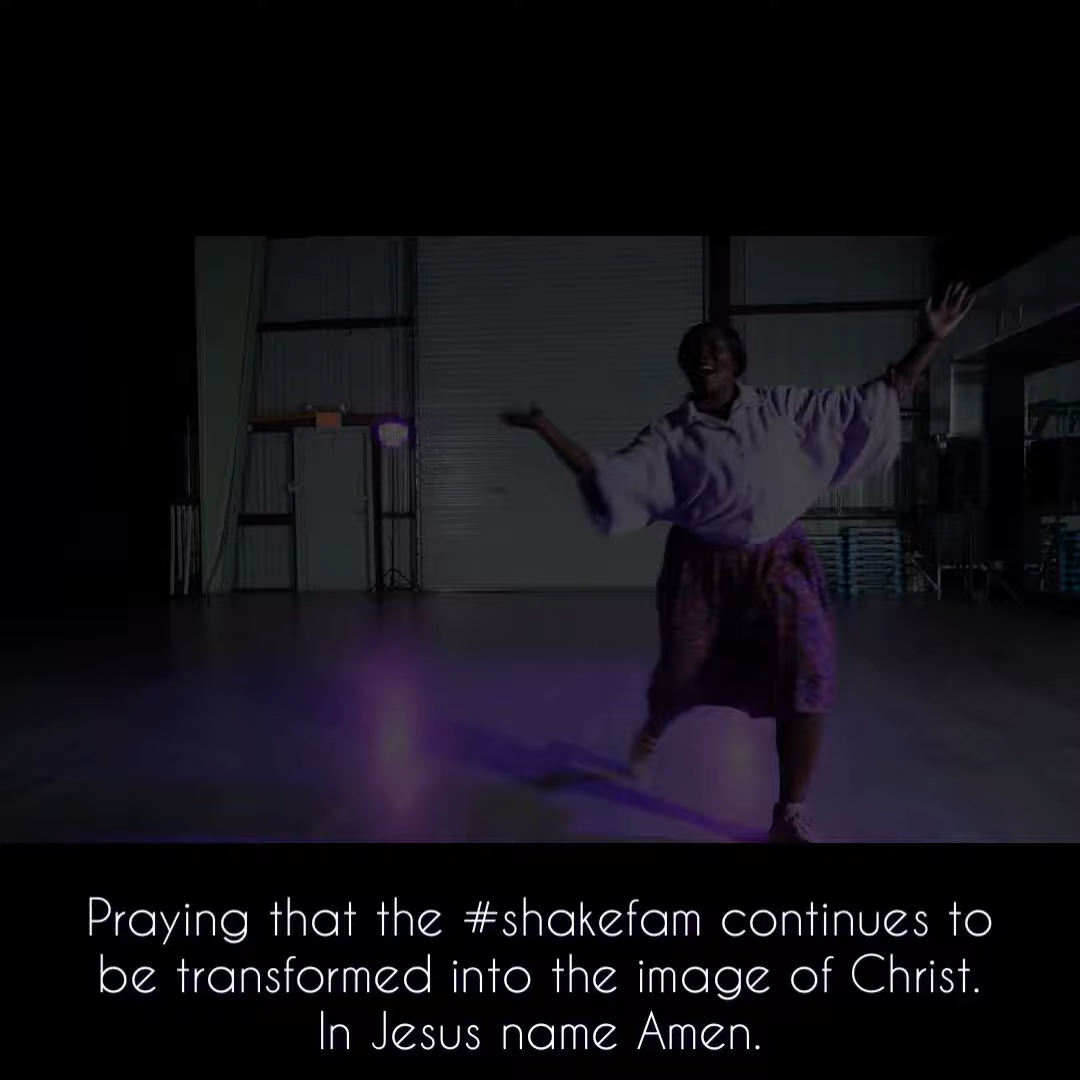 Praying that the #shakefam continues to
be transformed into the image of Christ.
In Jesus name Amen.